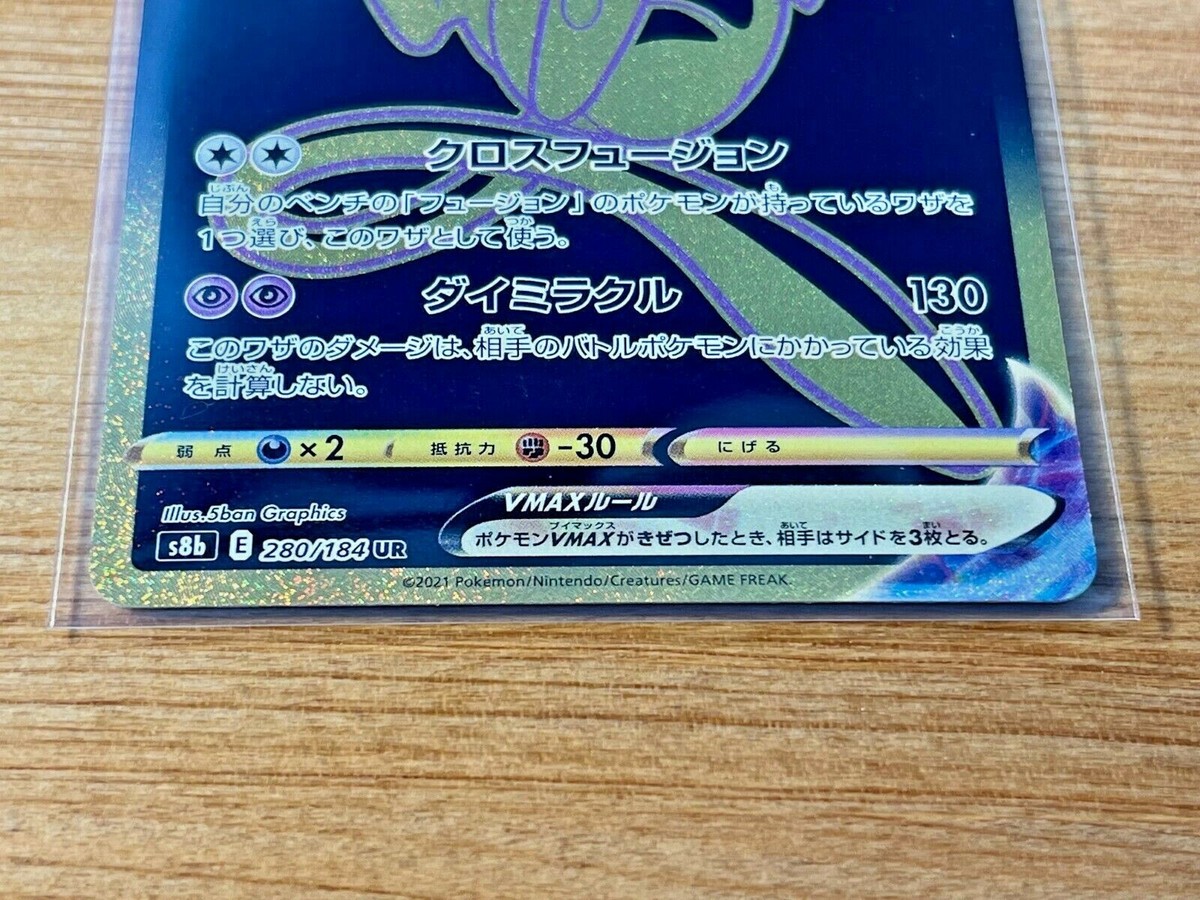 クロスフュージョン
自分のベンチの「フュージョン」のポケモンが持っているワザを
1つ選び、このワザとして使う。
ダイミラクル 130
このワザのダメージは、相手のバトルポケモンにかかっている効果
を計算しない。
弱点 ×2 抵抗力 -30 にげる
Illus.5ban Graphics
VMAXルール
ポケモンVMAXがきぜつしたとき、相手はサイドを3枚とる。
s8b E 280/184 UR
©2021 Pokémon/Nintendo/Creatures/GAME FREAK.